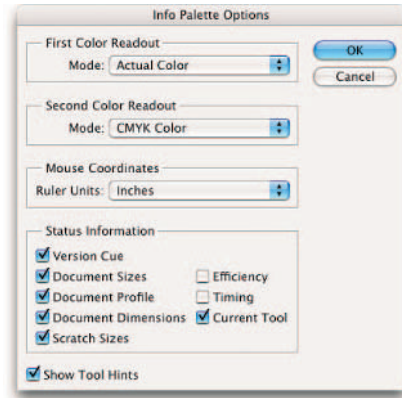 Info Palette Options
First Color Readout
Mode: Actual Color
OK
Cancel
Second Color Readout
Mode: CMYK Color
Mouse Coordinates
Ruler Units: Inches
Status Information
Version Cue
Document Sizes Efficiency
Document Profile Timing
Document Dimensions Current Tool
Scratch Sizes
Show Tool Hints